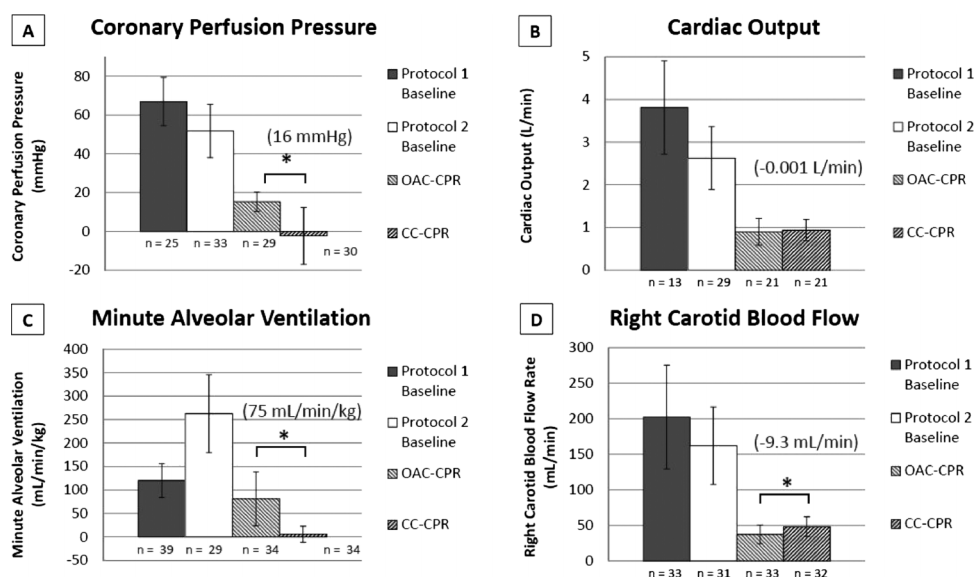 A
Coronary Perfusion Pressure
Coronary Perfusion Pressure
(mmHg)
80
60
40
20
0
-20
(16 mmHg)
*
n = 25
n = 33
n = 29
n = 30
Protocol 1
Baseline
Protocol 2
Baseline
OAC-CPR
CC-CPR
B
Cardiac Output
Cardiac Output (L/min)
5
4
3
2
1
0
(-0.001 L/min)
n = 13
n = 29
n = 21
n = 21
Protocol 1
Baseline
Protocol 2
Baseline
OAC-CPR
CC-CPR
C
Minute Alveolar Ventilation
Minute Alveolar Ventilation
(mL/min/kg)
400
350
300
250
200
150
100
50
0
-50
(75 mL/min/kg)
*
n = 39
n = 29
n = 34
n = 34
Protocol 1
Baseline
Protocol 2
Baseline
OAC-CPR
CC-CPR
D
Right Carotid Blood Flow
Right Carotid Blood Flow Rate
(mL/min)
300
250
200
150
100
50
0
(-9.3 mL/min)
*
n = 33
n = 31
n = 33
n = 32
Protocol 1
Baseline
Protocol 2
Baseline
OAC-CPR
CC-CPR